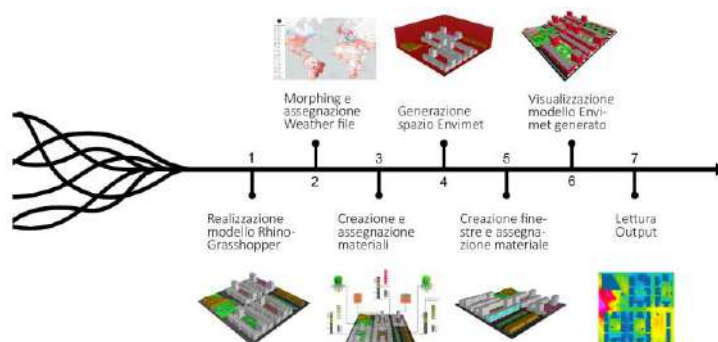 Morphing e
assegnazione
Weather file
Generazione
spazio Envimet
Visualizzazione
modello Envi-
met generato
1
2
3
4
5
6
7
Realizzazione
modello Rhino-
Grasshopper
Creazione e
assegnazione
materiali
Creazione fine-
stre e assegna-
zione materiale
Lettura
Output